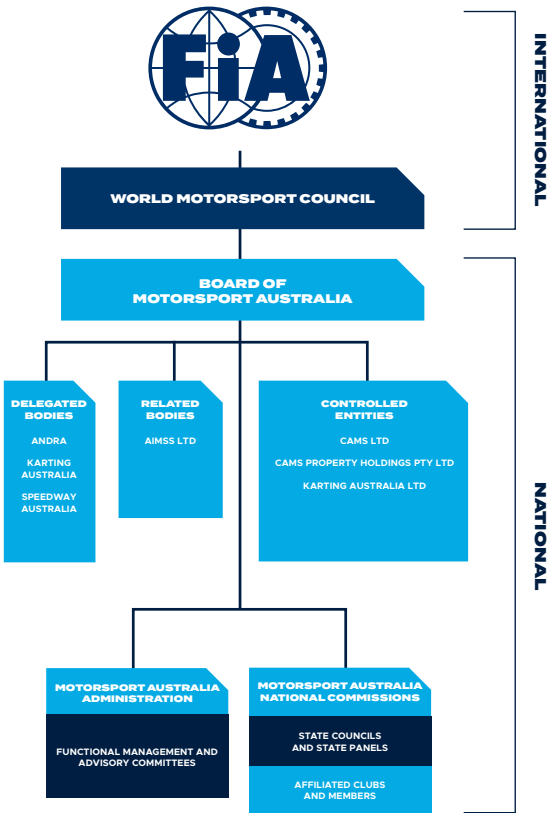 FiA
INTERNATIONAL
WORLD MOTORSPORT COUNCIL
BOARD OF
MOTORSPORT AUSTRALIA
DELEGATED
BODIES
ANDRA
KARTING
AUSTRALIA
SPEEDWAY
AUSTRALIA
RELATED
BODIES
AIMSS LTD
CONTROLLED
ENTITIES
CAMS LTD
CAMS PROPERTY HOLDINGS PTY LTD
KARTING AUSTRALIA LTD
NATIONAL
MOTORSPORT AUSTRALIA
ADMINISTRATION
FUNCTIONAL MANAGEMENT AND
ADVISORY COMMITTEES
MOTORSPORT AUSTRALIA
NATIONAL COMMISSIONS
STATE COUNCILS
AND STATE PANELS
AFFILIATED CLUBS
AND MEMBERS